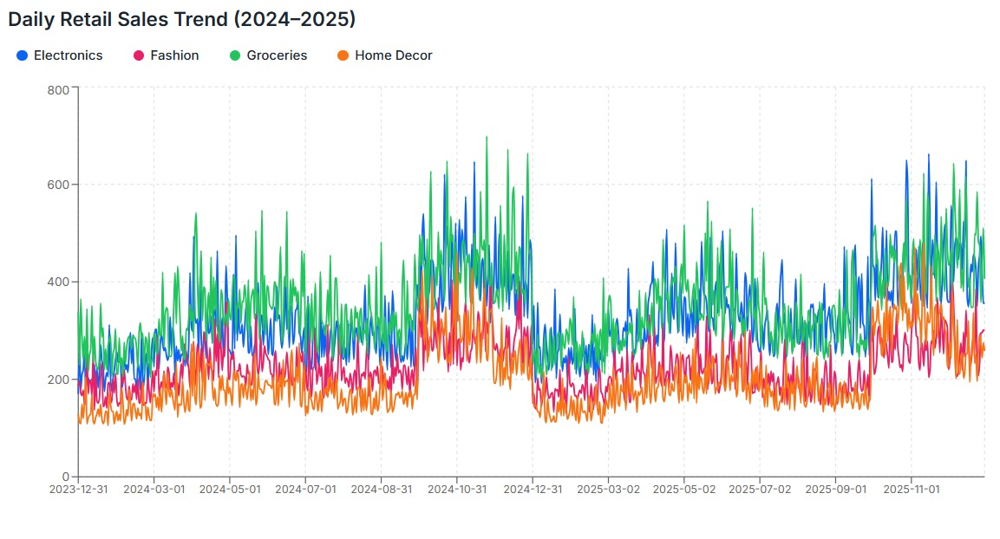 Daily Retail Sales Trend (2024–2025)
Electronics Fashion Groceries Home Decor
800
600
400
200
0
2023-12-31 2024-03-01 2024-05-01 2024-07-01 2024-08-31 2024-10-31 2024-12-31 2025-03-02 2025-05-02 2025-07-02 2025-09-01 2025-11-01